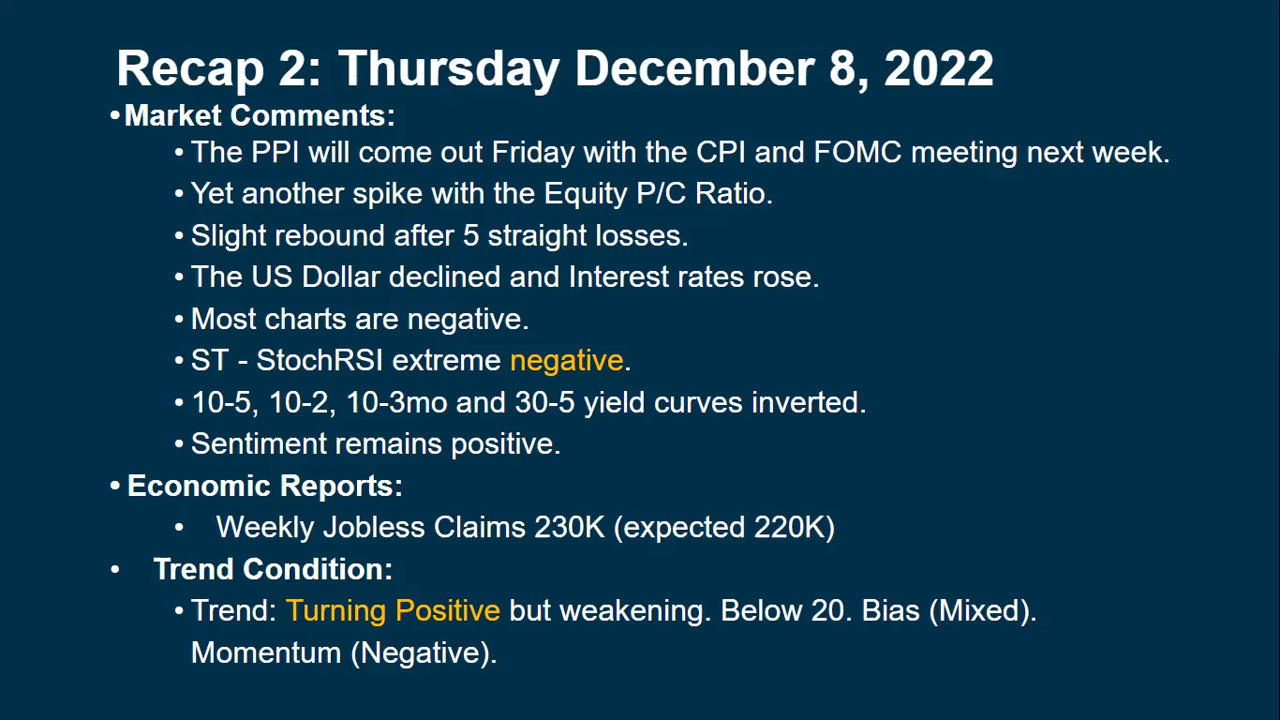 Recap 2: Thursday December 8, 2022
•Market Comments:
•The PPI will come out Friday with the CPI and FOMC meeting next week.
•Yet another spike with the Equity P/C Ratio.
•Slight rebound after 5 straight losses.
•The US Dollar declined and Interest rates rose.
•Most charts are negative.
•ST - StochRSI extreme negative.
•10-5, 10-2, 10-3mo and 30-5 yield curves inverted.
•Sentiment remains positive.
•Economic Reports:
• Weekly Jobless Claims 230K (expected 220K)
• Trend Condition:
•Trend: Turning Positive but weakening. Below 20. Bias (Mixed).
Momentum (Negative).